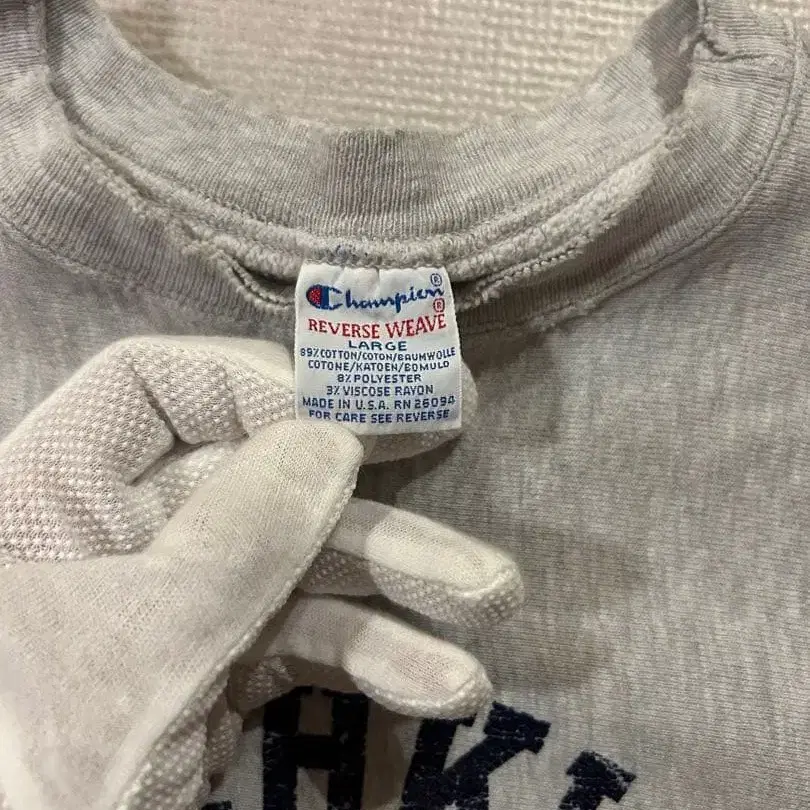 Champion®
REVERSE WEAVE®
LARGE
89% COTTON/COTON/BAUMWOLLE
COTONE/KATOEN/BOMULD
8% POLYESTER
3% VISCOSE RAYON
MADE IN U.S.A. RN 26094
FOR CARE SEE REVERSE